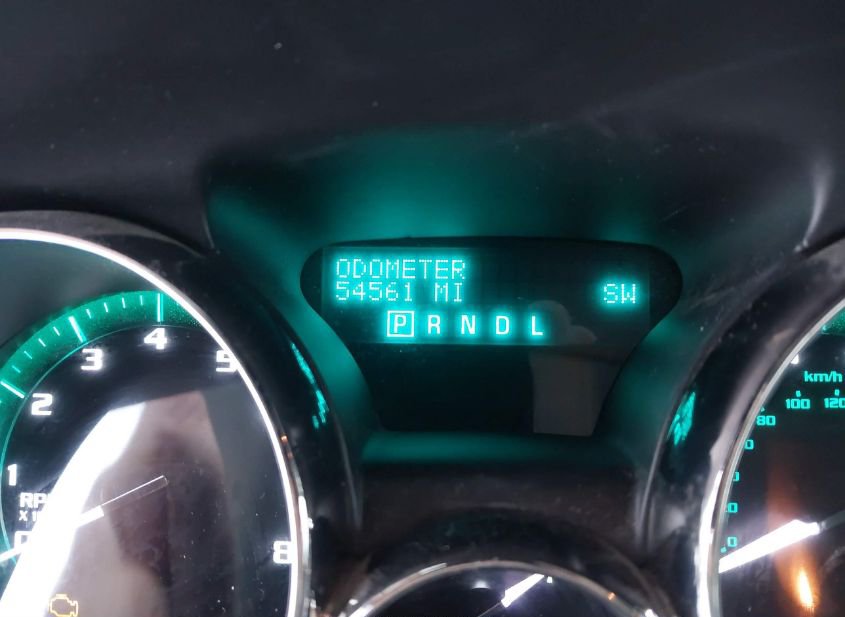 ODOMETER
54561 MI
SW
P R N D L
1
2
3
4
5
8
km/h
80
100
120